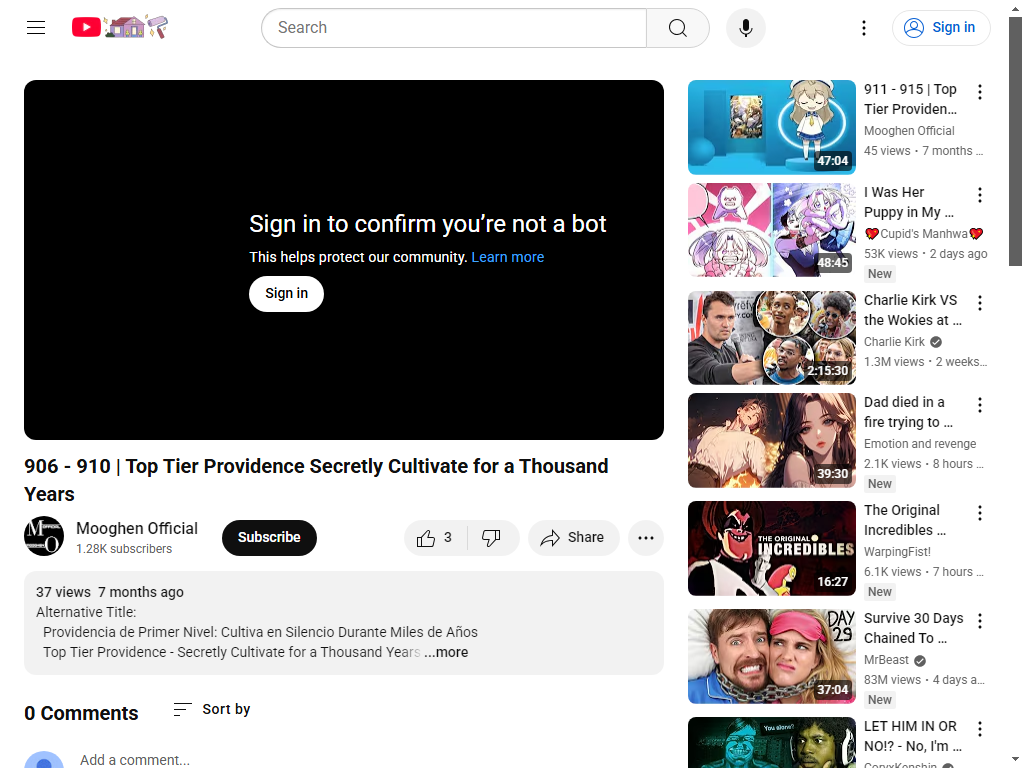 Search
Sign in
Sign in to confirm you're not a bot
This helps protect our community. Learn more
Sign in
906 - 910 | Top Tier Providence Secretly Cultivate for a Thousand
Years
Mooghen Official
1.28K subscribers
Subscribe
3
Share
37 views 7 months ago
Alternative Title:
Providencia de Primer Nivel: Cultiva en Silencio Durante Miles de Años
Top Tier Providence - Secretly Cultivate for a Thousand Years ...more
0 Comments
Sort by
Add a comment...
47:04
911 - 915 | Top
Tier Providen...
Mooghen Official
45 views • 7 months ...
48:45
I Was Her
Puppy in My ...
💖Cupid's Manhwa💖
53K views • 2 days ago
New
2:15:30
Charlie Kirk VS
the Wokies at ...
Charlie Kirk
1.3M views • 2 weeks...
39:30
Dad died in a
fire trying to ...
Emotion and revenge
2.1K views • 8 hours ...
New
THE ORIGINAL
INCREDIBLES
16:27
The Original
Incredibles ...
WarpingFist!
6.1K views • 7 hours ...
New
DAY
29
37:04
Survive 30 Days
Chained To ...
MrBeast
83M views • 4 days a...
New
You alone?
LET HIM IN OR
NO!? - No, I'm ...
CoryxKenshin